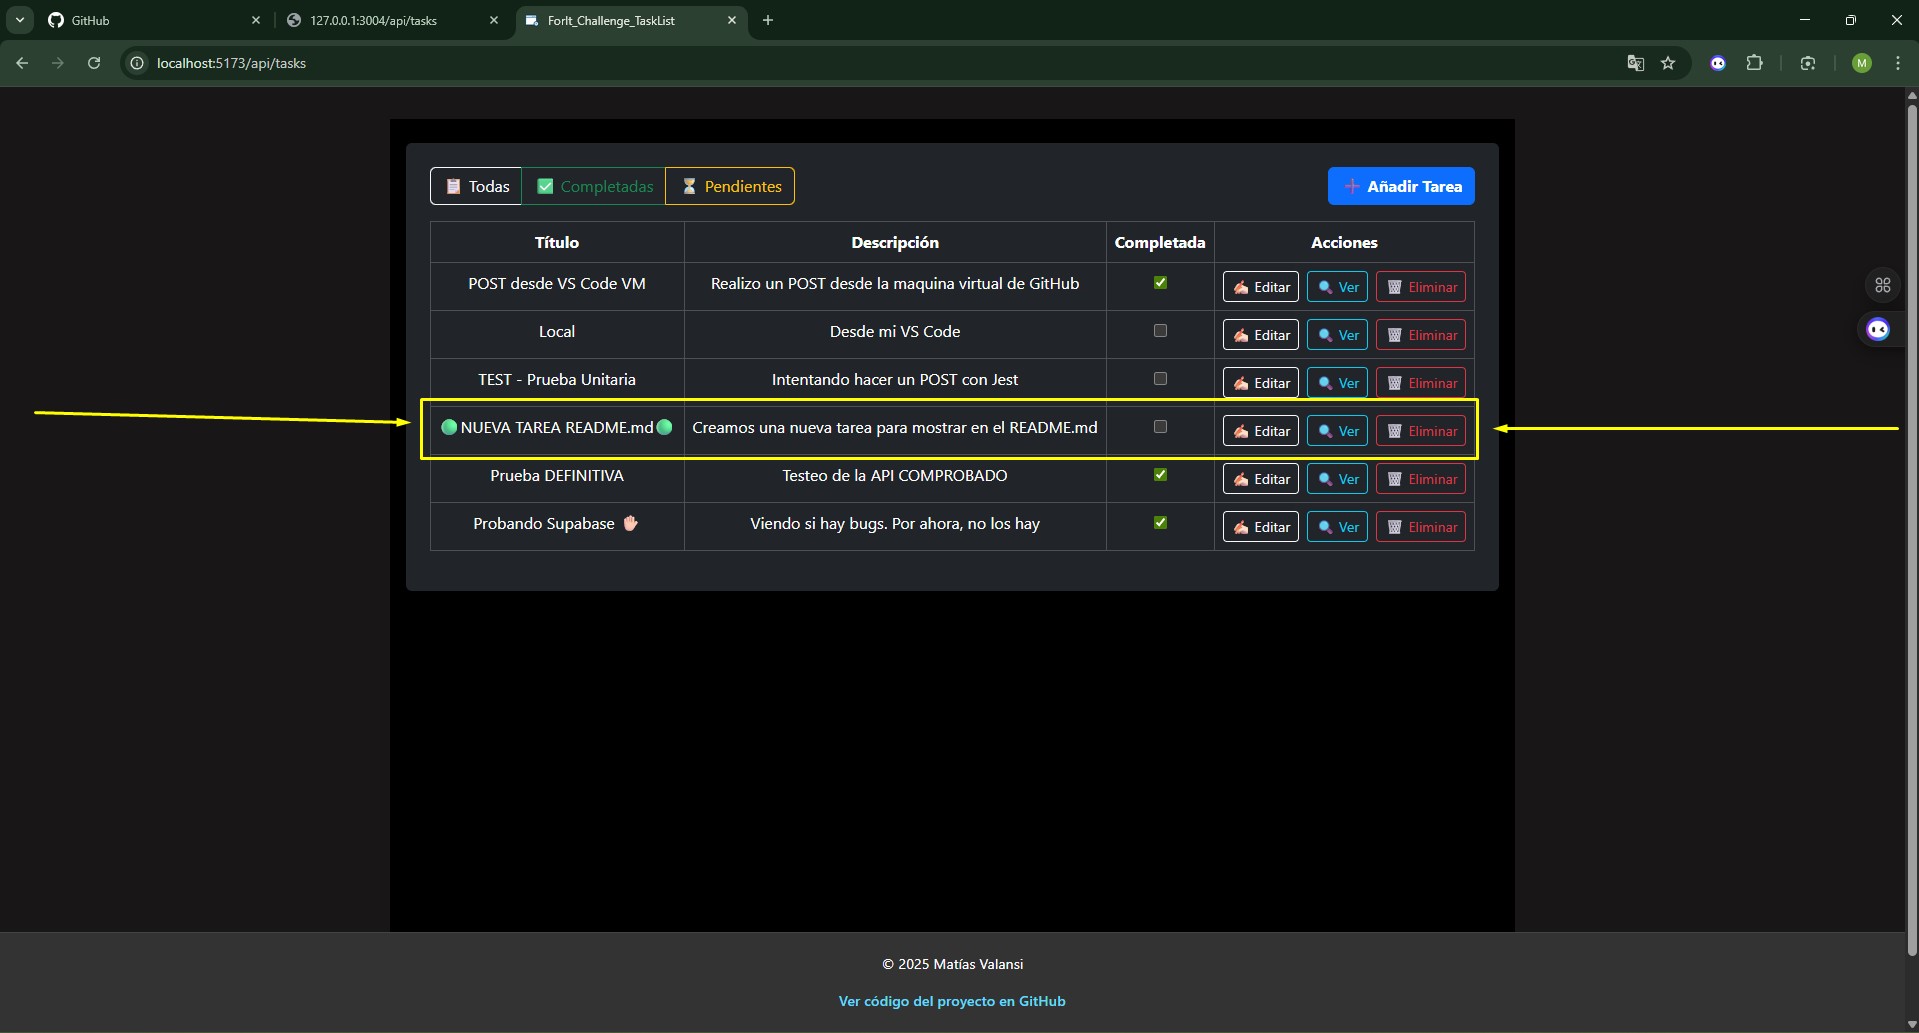 GitHub
127.0.0.1:3004/api/tasks
ForIt_Challenge_TaskList
localhost:5173/api/tasks
M
Todas
Completadas
Pendientes
Añadir Tarea
Título Descripción Completada Acciones
POST desde VS Code VM Realizo un POST desde la maquina virtual de GitHub Editar Ver Eliminar
Local Desde mi VS Code Editar Ver Eliminar
TEST - Prueba Unitaria Intentando hacer un POST con Jest Editar Ver Eliminar
NUEVA TAREA README.md Creamos una nueva tarea para mostrar en el README.md Editar Ver Eliminar
Prueba DEFINITIVA Testeo de la API COMPROBADO Editar Ver Eliminar
Probando Supabase Viendo si hay bugs. Por ahora, no los hay Editar Ver Eliminar
© 2025 Matías Valansi
Ver código del proyecto en GitHub